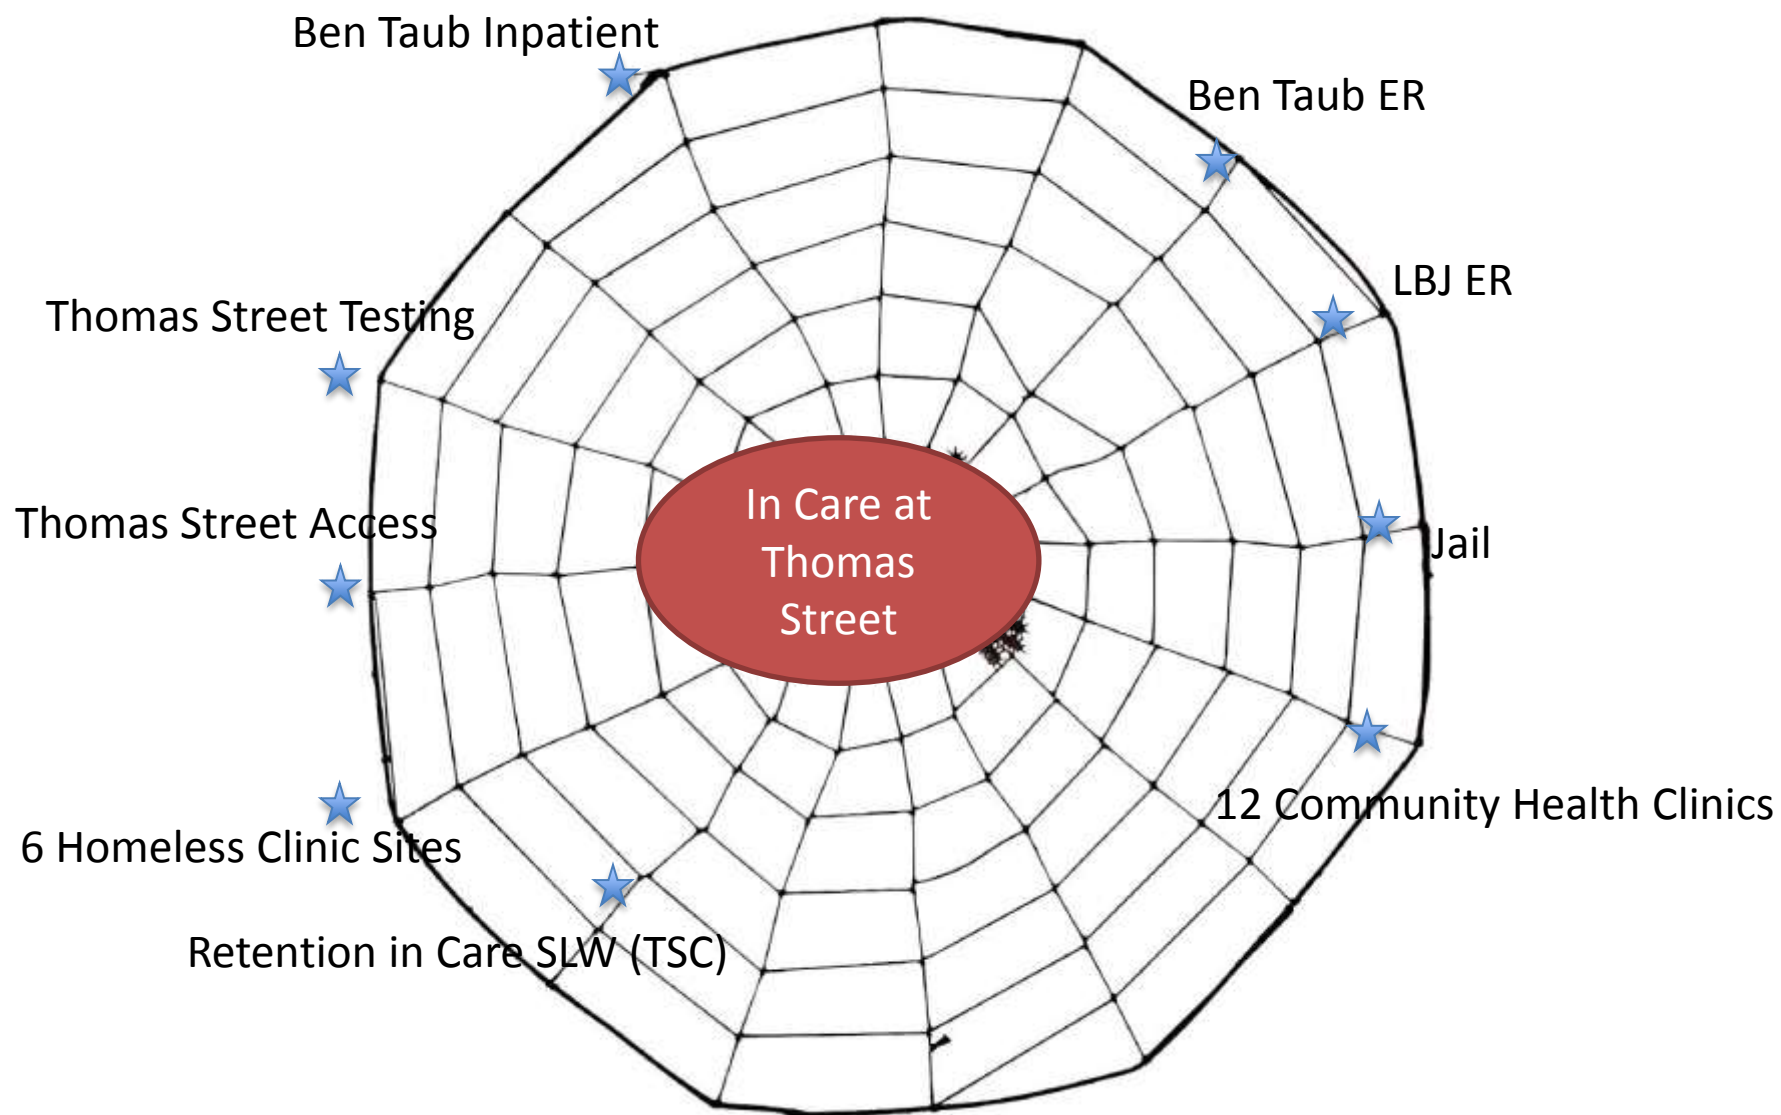 Ben Taub Inpatient
Ben Taub ER
LBJ ER
Thomas Street Testing
In Care at
Thomas
Street
Thomas Street Access
Jail
12 Community Health Clinics
6 Homeless Clinic Sites
Retention in Care SLW (TSC)